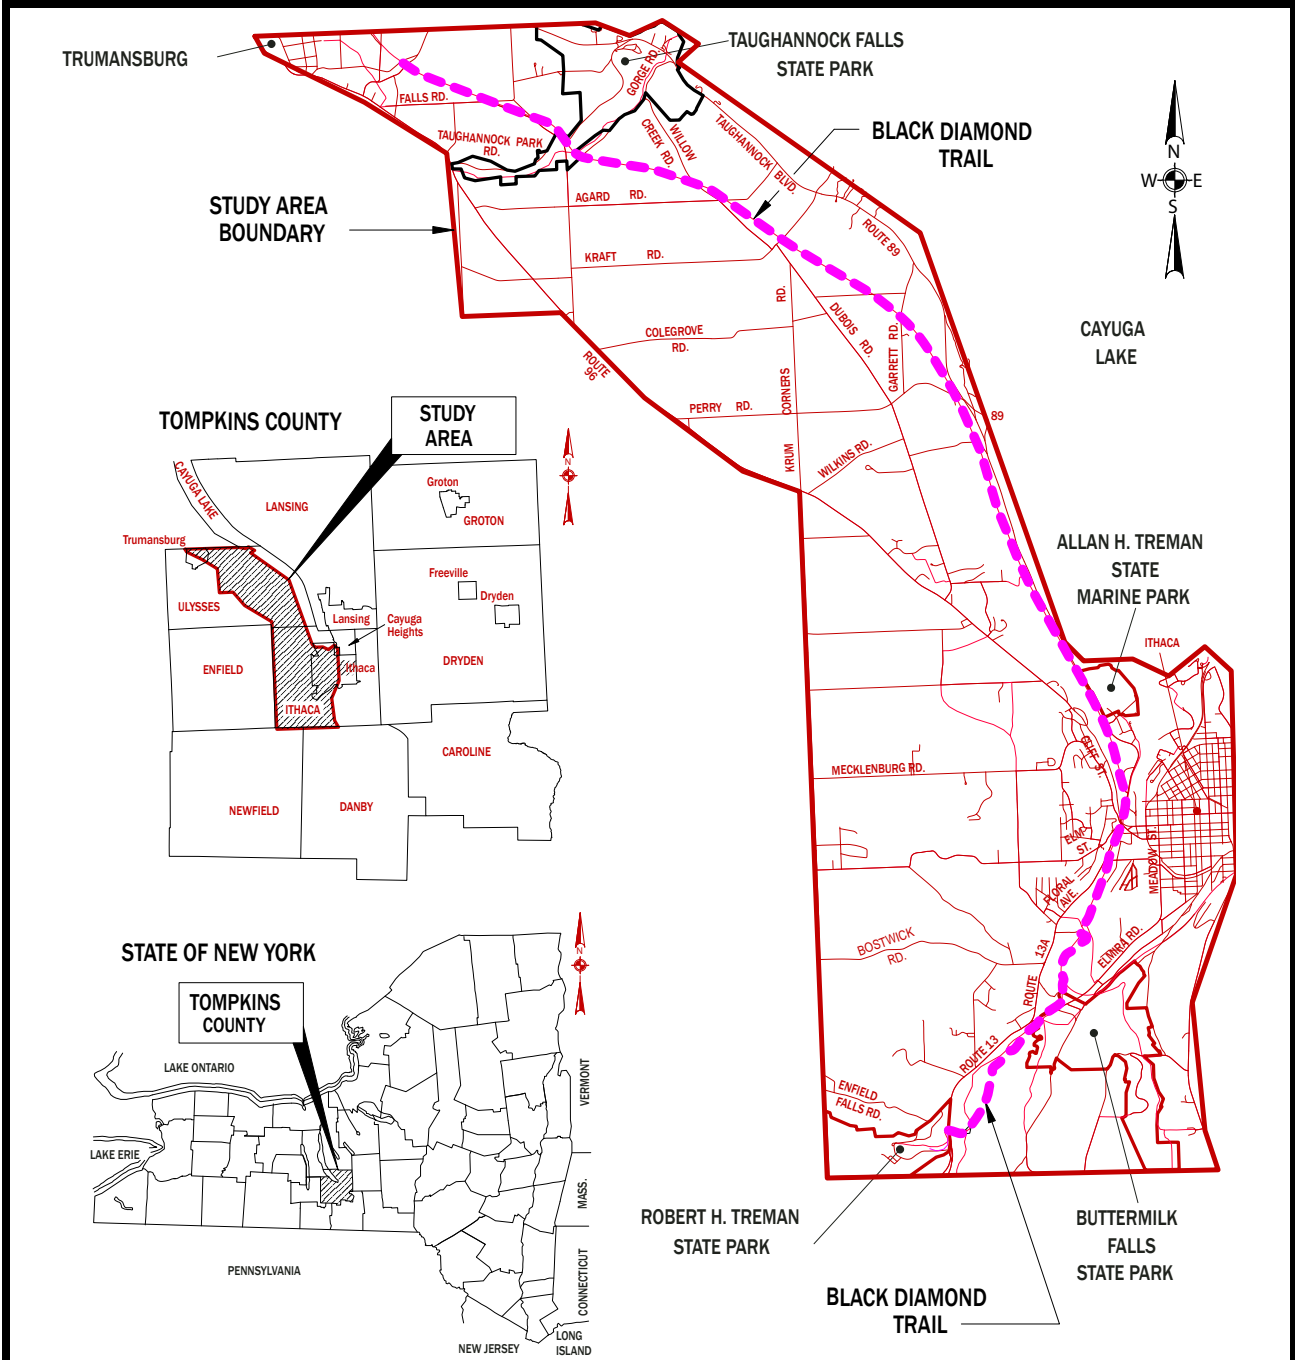 TRUMANSBURG
TAUGHANNOCK FALLS
STATE PARK
GORGE RD.
FALLS RD.
TAUGHANNOCK PARK
RD.
WILLOW
CREEK RD.
TAUGHANNOCK BLVD.
BLACK DIAMOND
TRAIL
N
W
E
S
STUDY AREA
BOUNDARY
AGARD RD.
ROUTE 89
KRAFT RD.
CAYUGA
LAKE
COLEGROVE
RD.
DUBOIS RD.
GARRETT RD.
ROUTE
96
KRUM CORNERS RD.
PERRY RD.
89
WILKINS RD.
TOMPKINS COUNTY
STUDY
AREA
N
CAYUGA LAKE
LANSING
Groton
GROTON
Trumansburg
Freeville
Dryden
ULYSSES
Lansing
Cayuga
Heights
ENFIELD
Ithaca
DRYDEN
ITHACA
CAROLINE
NEWFIELD
DANBY
ALLAN H. TREMAN
STATE
MARINE PARK
ITHACA
CLIFF ST.
MECKLENBURG RD.
ELM
ST.
MEADOW ST.
FLORAL
AVE.
BOSTWICK
RD.
ROUTE 13A
ELMIRA RD.
ROUTE 13
ENFIELD
FALLS RD.
STATE OF NEW YORK
TOMPKINS
COUNTY
N
LAKE ONTARIO
LAKE ERIE
VERMONT
MASS.
CONNECTICUT
PENNSYLVANIA
NEW JERSEY
LONG
ISLAND
ROBERT H. TREMAN
STATE PARK
BUTTERMILK
FALLS
STATE PARK
BLACK DIAMOND
TRAIL